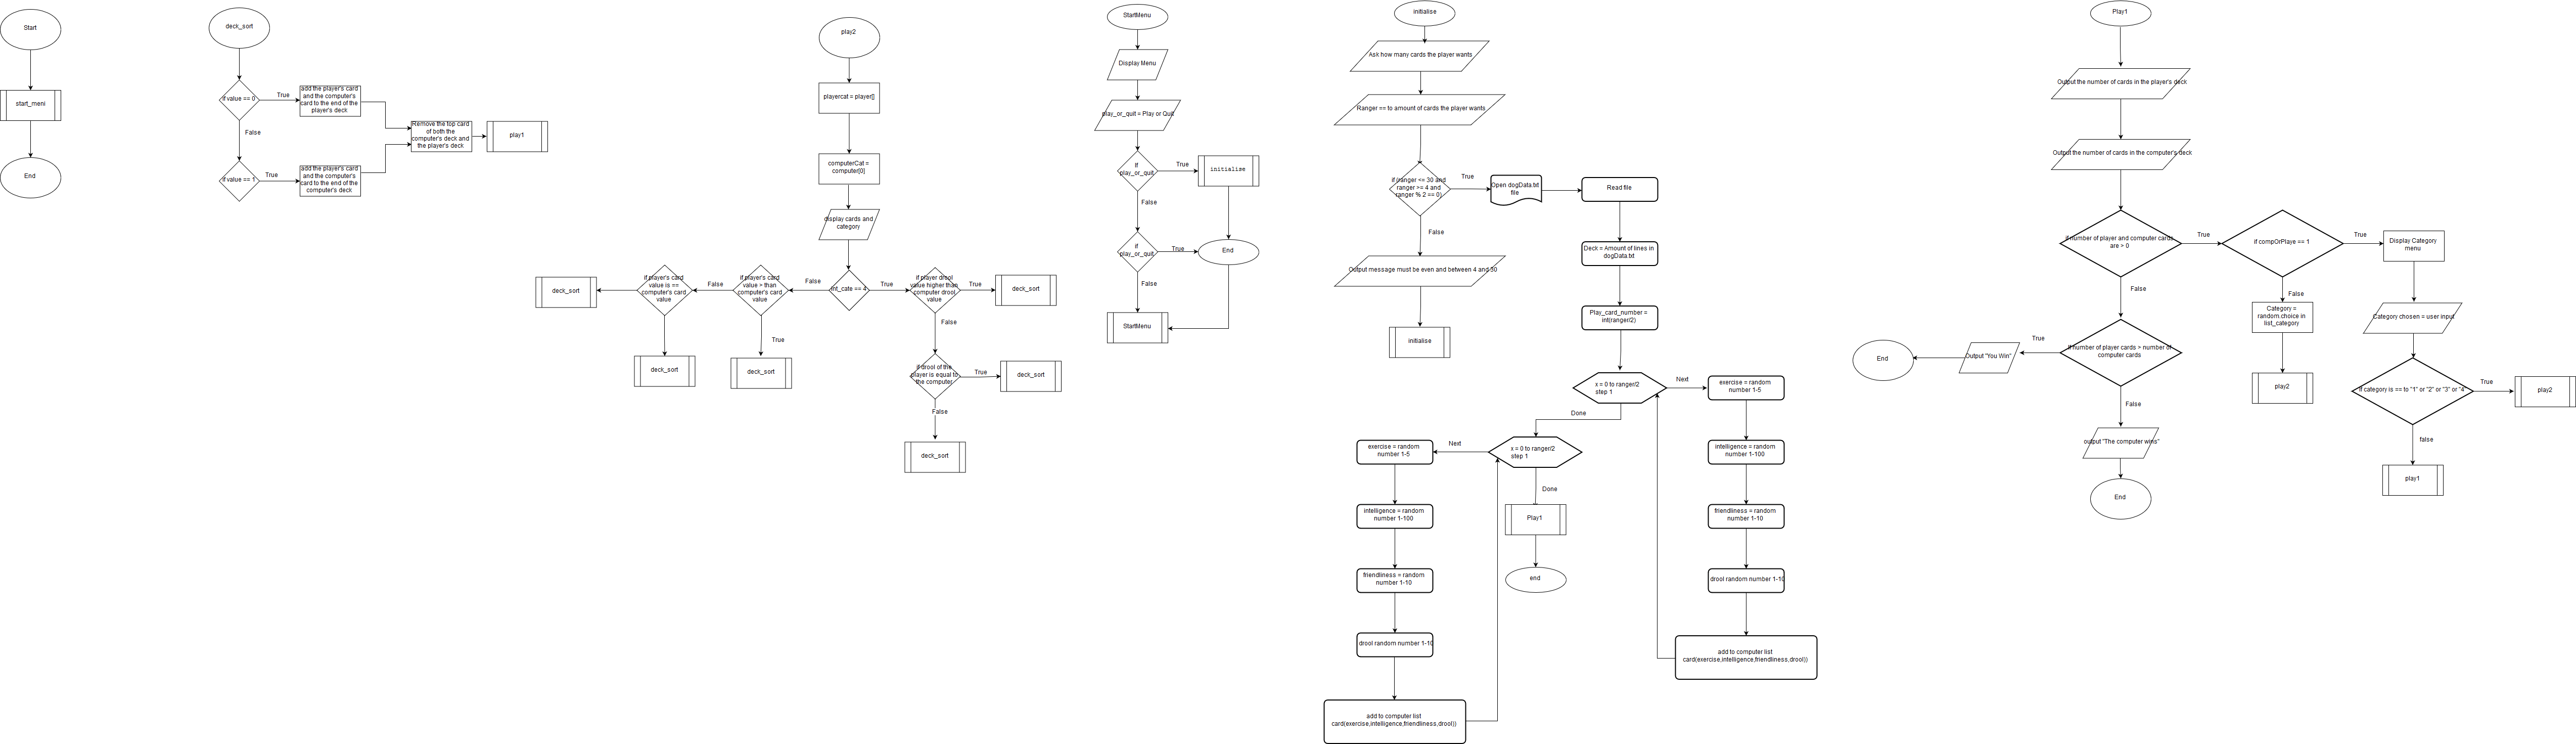 Start
start_meni
End
deck_sort
if value == 0
True
add the player's card
and the computer's
card to the end of the
player's deck
False
if value == 1
True
add the player's card
and the computer's
card to the end of the
computer's deck
Remove the top card
of both the
computer's deck and
the player's deck
play1
play2
playercat = player[]
computerCat =
computer[0]
display cards and
category
int_cate == 4
False
if player's card
value > than
computer's card
value
False
if player's card
value is ==
computer's card
value
deck_sort
deck_sort
True
deck_sort
True
if player drool
value higher than
computer drool
value
True
deck_sort
False
if drool of the
player is equal to
the computer
True
deck_sort
False
deck_sort
StartMenu
Display Menu
play_or_quit = Play or Quit
If
play_or_quit
True
initialise
False
if
play_or_quit
True
End
False
StartMenu
initialise
Ask how many cards the player wants
Ranger == to amount of cards the player wants
if (ranger <= 30 and
ranger >= 4 and
ranger % 2 == 0)
True
Open dogData.txt
file
Read file
False
Deck = Amount of lines in
dogData.txt
Output message must be even and between 4 and 30
Play_card_number =
int(ranger/2)
initialise
x = 0 to ranger/2
step 1
Next
exercise = random
number 1-5
intelligence = random
number 1-100
friendliness = random
number 1-10
drool random number 1-10
add to computer list
card(exercise,intelligence,friendliness,drool))
Done
x = 0 to ranger/2
step 1
Next
exercise = random
number 1-5
intelligence = random
number 1-100
friendliness = random
number 1-10
drool random number 1-10
add to computer list
card(exercise,intelligence,friendliness,drool))
Done
Play1
end
Play1
Output the number of cards in the player's deck
Output the number of cards in the computer's deck
if number of player and computer cards
are > 0
True
if compOrPlaye == 1
True
Display Category
menu
False
False
Category =
random.choice in
list_category
play2
Category chosen = user input
if category is == to "1" or "2" or "3" or "4"
True
play2
false
play1
if number of player cards > number of
computer cards
True
Output "You Win"
End
False
output "The computer wins"
End